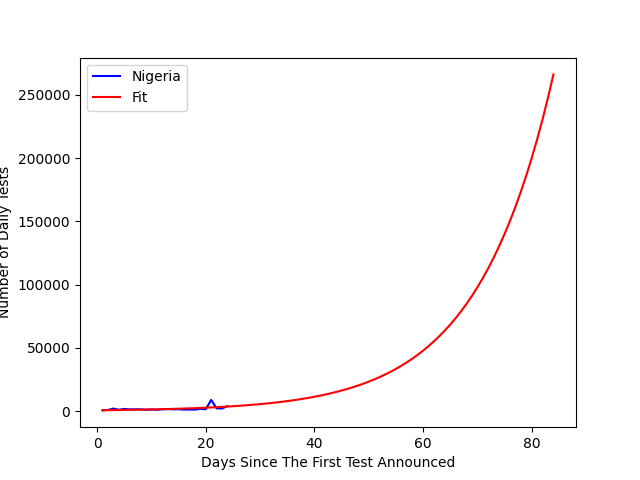 Nigeria
Fit
250000
200000
150000
100000
50000
0
Number of Daily Tests
0 20 40 60 80
Days Since The First Test Announced